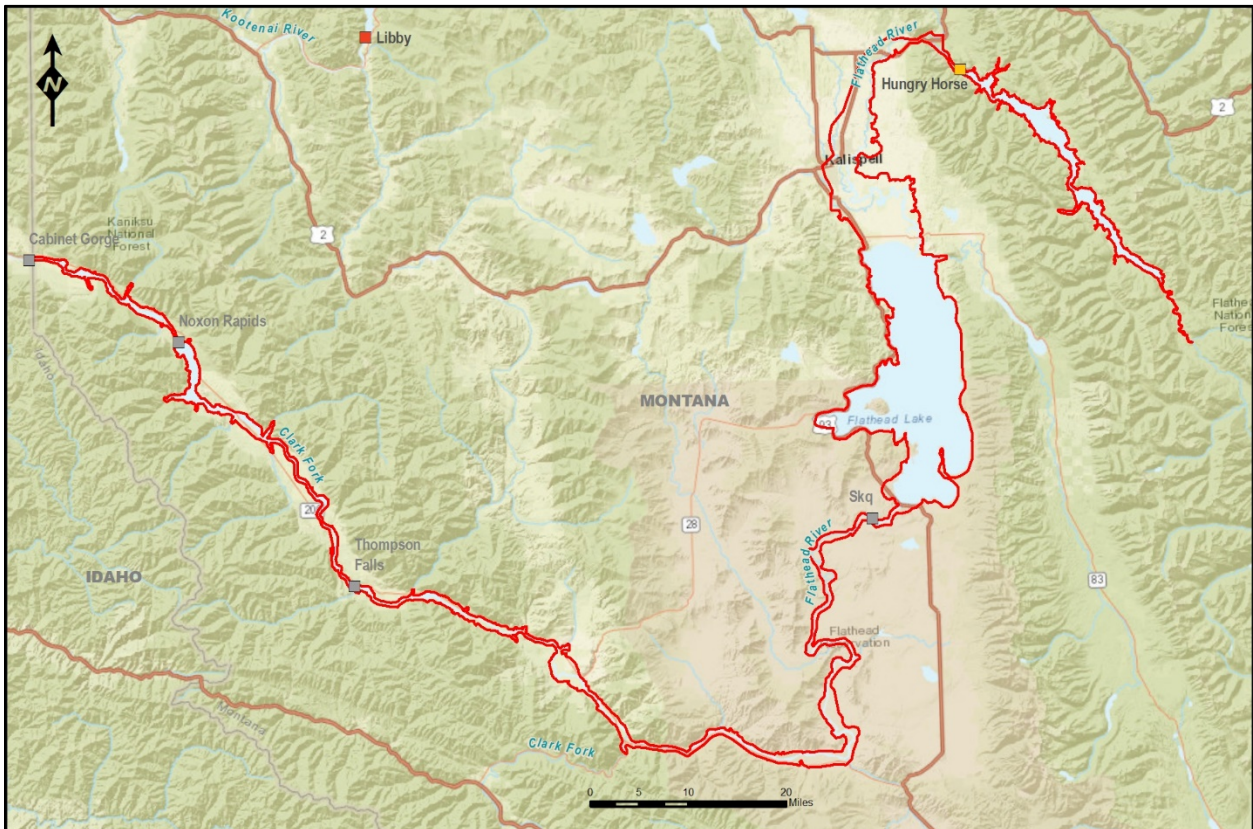 Kootenai River
Libby
Flathead River
Hungry Horse
2
Kalispell
Kaniksu
National
Forest
2
Cabinet Gorge
Flathead
National
Forest
Noxon Rapids
Idaho
MONTANA
93
Flathead Lake
Clark Fork
20
Skq
28
Flathead River
Thompson
Falls
IDAHO
83
Flathead
Montana
Clark Fork
0 5 10 20
Miles
N